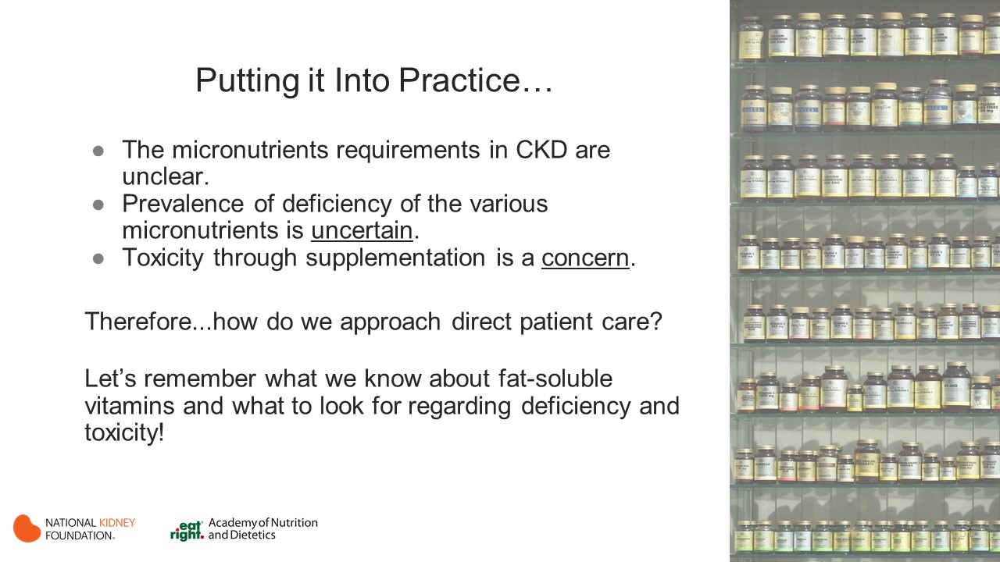 Putting it Into Practice…
● The micronutrients requirements in CKD are
unclear.
● Prevalence of deficiency of the various
micronutrients is uncertain.
● Toxicity through supplementation is a concern.
Therefore...how do we approach direct patient care?
Let’s remember what we know about fat-soluble
vitamins and what to look for regarding deficiency and
toxicity!
NATIONAL KIDNEY
FOUNDATION®
eat
right.
Academy of Nutrition
and Dietetics